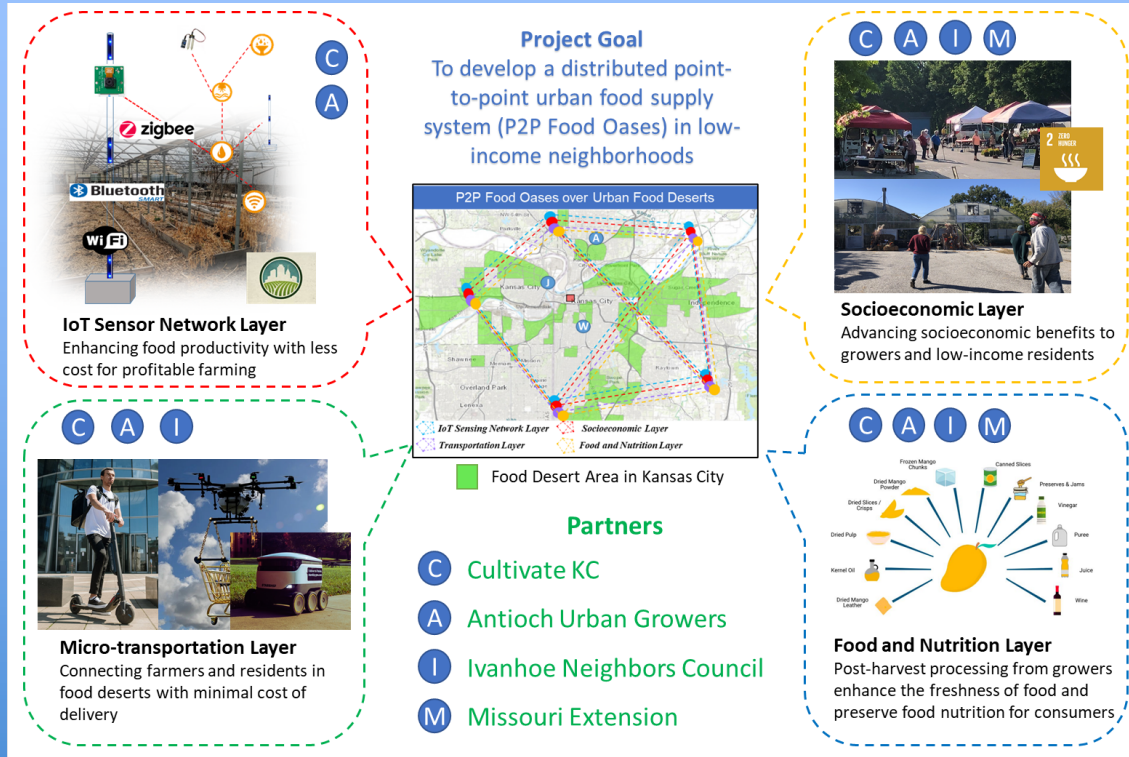 C
A
zigbee
Bluetooth
SMART
WiFi
IoT Sensor Network Layer
Enhancing food productivity with less
cost for profitable farming
Project Goal
To develop a distributed point-
to-point urban food supply
system (P2P Food Oases) in low-
income neighborhoods
P2P Food Oases over Urban Food Deserts
A
J
Kansas City
Kansas City
Independence
W
Shawnee
Overland Park
Raytown
Lenexa
IoT Sensing Network Layer
Socioeconomic Layer
Transportation Layer
Food and Nutrition Layer
Food Desert Area in Kansas City
C A I M
2 ZERO
HUNGER
Socioeconomic Layer
Advancing socioeconomic benefits to
growers and low-income residents
C A I
Micro-transportation Layer
Connecting farmers and residents in
food deserts with minimal cost of
delivery
Partners
C Cultivate KC
A Antioch Urban Growers
I Ivanhoe Neighbors Council
M Missouri Extension
C A I M
Frozen Mango
Chunks
Canned Slices
Dried Mango
Powder
Preserves & Jams
Dried Slices /
Crisps
Vinegar
Dried Pulp
Puree
Kernel Oil
Juice
Dried Mango
Leather
Wine
Food and Nutrition Layer
Post-harvest processing from growers
enhance the freshness of food and
preserve food nutrition for consumers